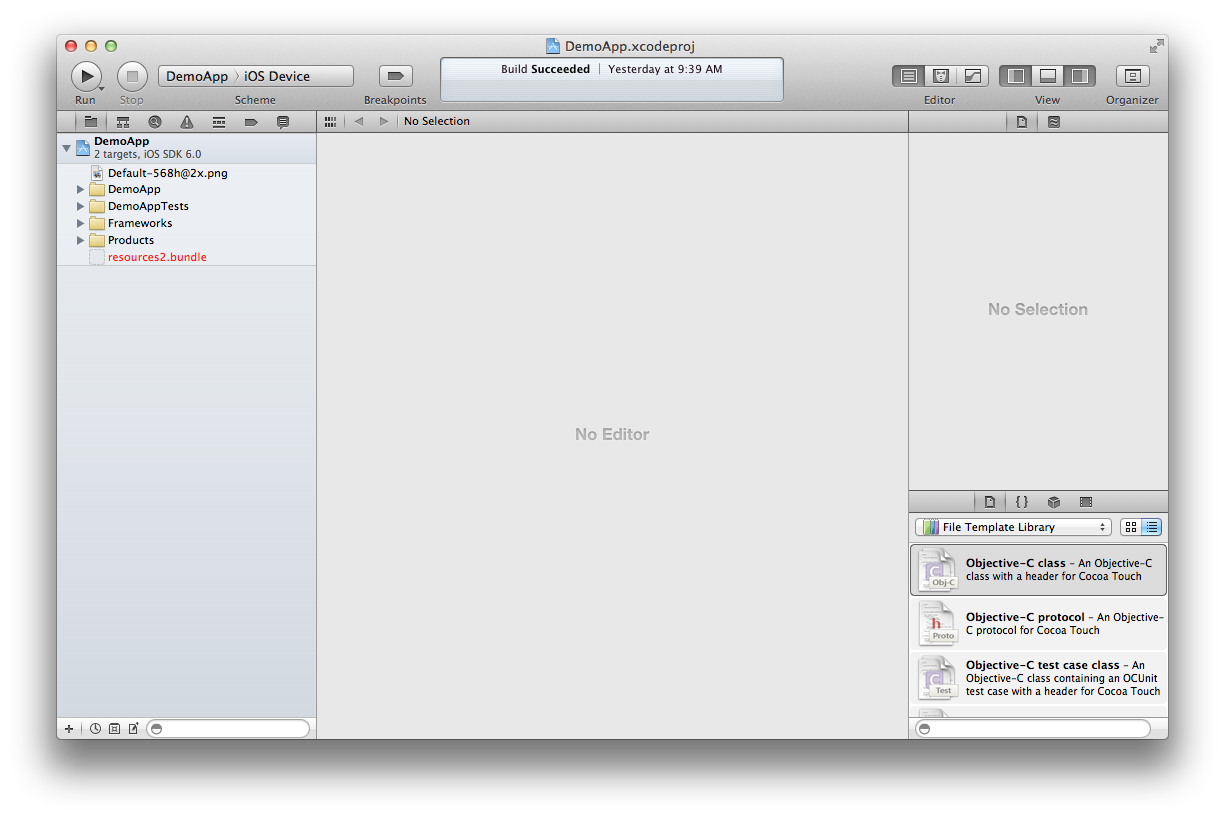 DemoApp.xcodeproj
Build Succeeded | Yesterday at 9:39 AM
DemoApp 〉 iOS Device
Run
Stop
Scheme
Breakpoints
Editor
View
Organizer
No Selection
DemoApp
2 targets, iOS SDK 6.0
Default-568h@2x.png
DemoApp
DemoAppTests
Frameworks
Products
resources2.bundle
No Editor
No Selection
{ }
File Template Library
Obj-C
Objective-C class – An Objective-C
class with a header for Cocoa Touch
h
Proto
Objective-C protocol – An Objective-
C protocol for Cocoa Touch
C
Test
Objective-C test case class – An
Objective-C class containing an OCUnit
test case with a header for Cocoa Touch